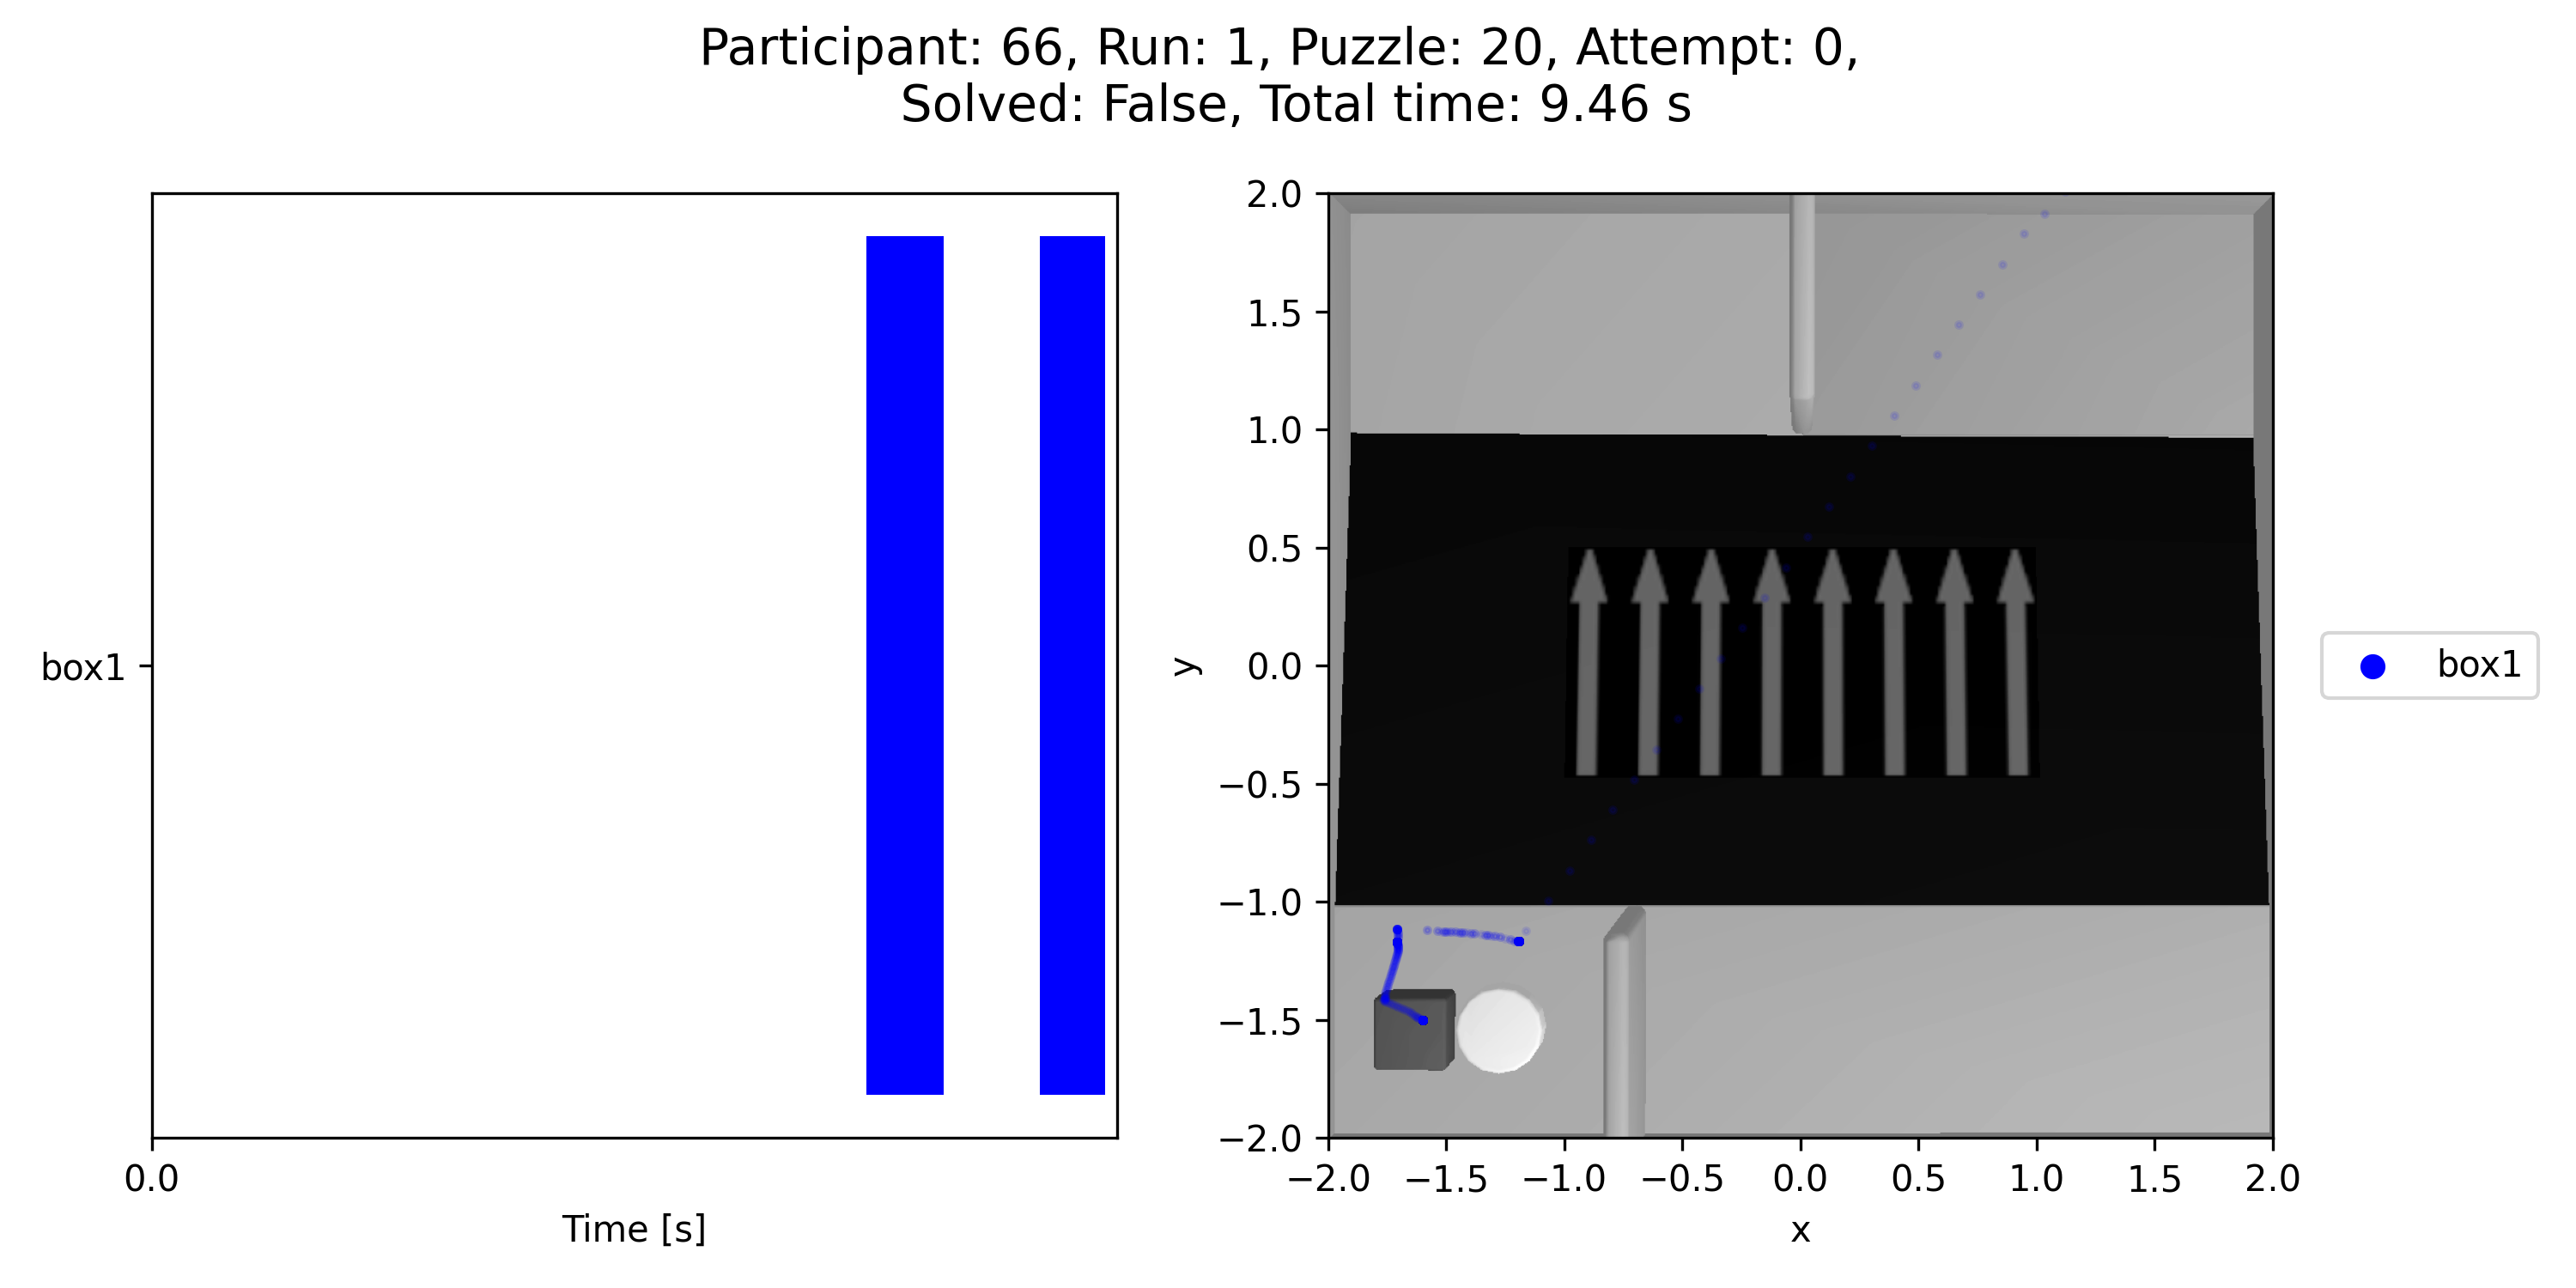 Participant: 66, Run: 1, Puzzle: 20, Attempt: 0,
Solved: False, Total time: 9.46 s
box1
0.0
Time [s]
2.0
1.5
1.0
0.5
0.0
−0.5
−1.0
−1.5
−2.0
y
−2.0 −1.5 −1.0 −0.5 0.0 0.5 1.0 1.5 2.0
x
box1